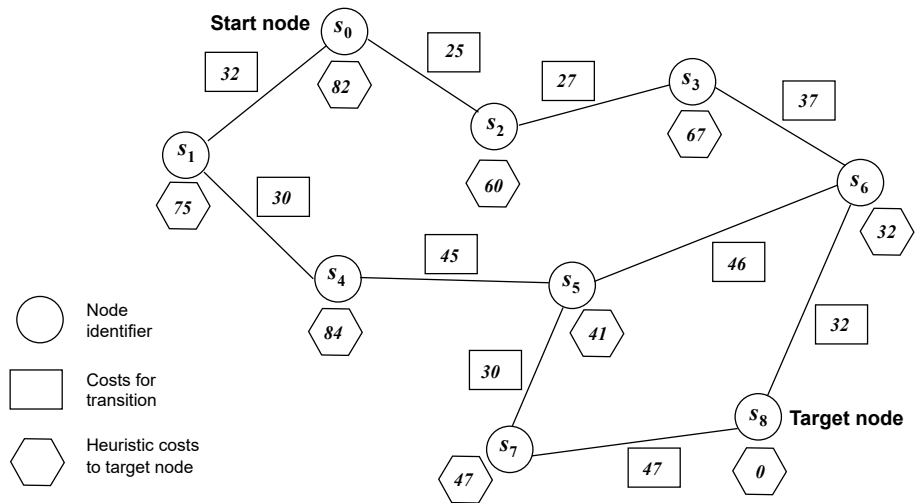 Start node
s0
32
82
25
27
s3
37
s2
67
s1
60
s6
75
30
32
s4
45
46
s5
84
41
32
Node
identifier
Costs for
transition
30
Heuristic costs
to target node
s8
Target node
s7
47
47
0